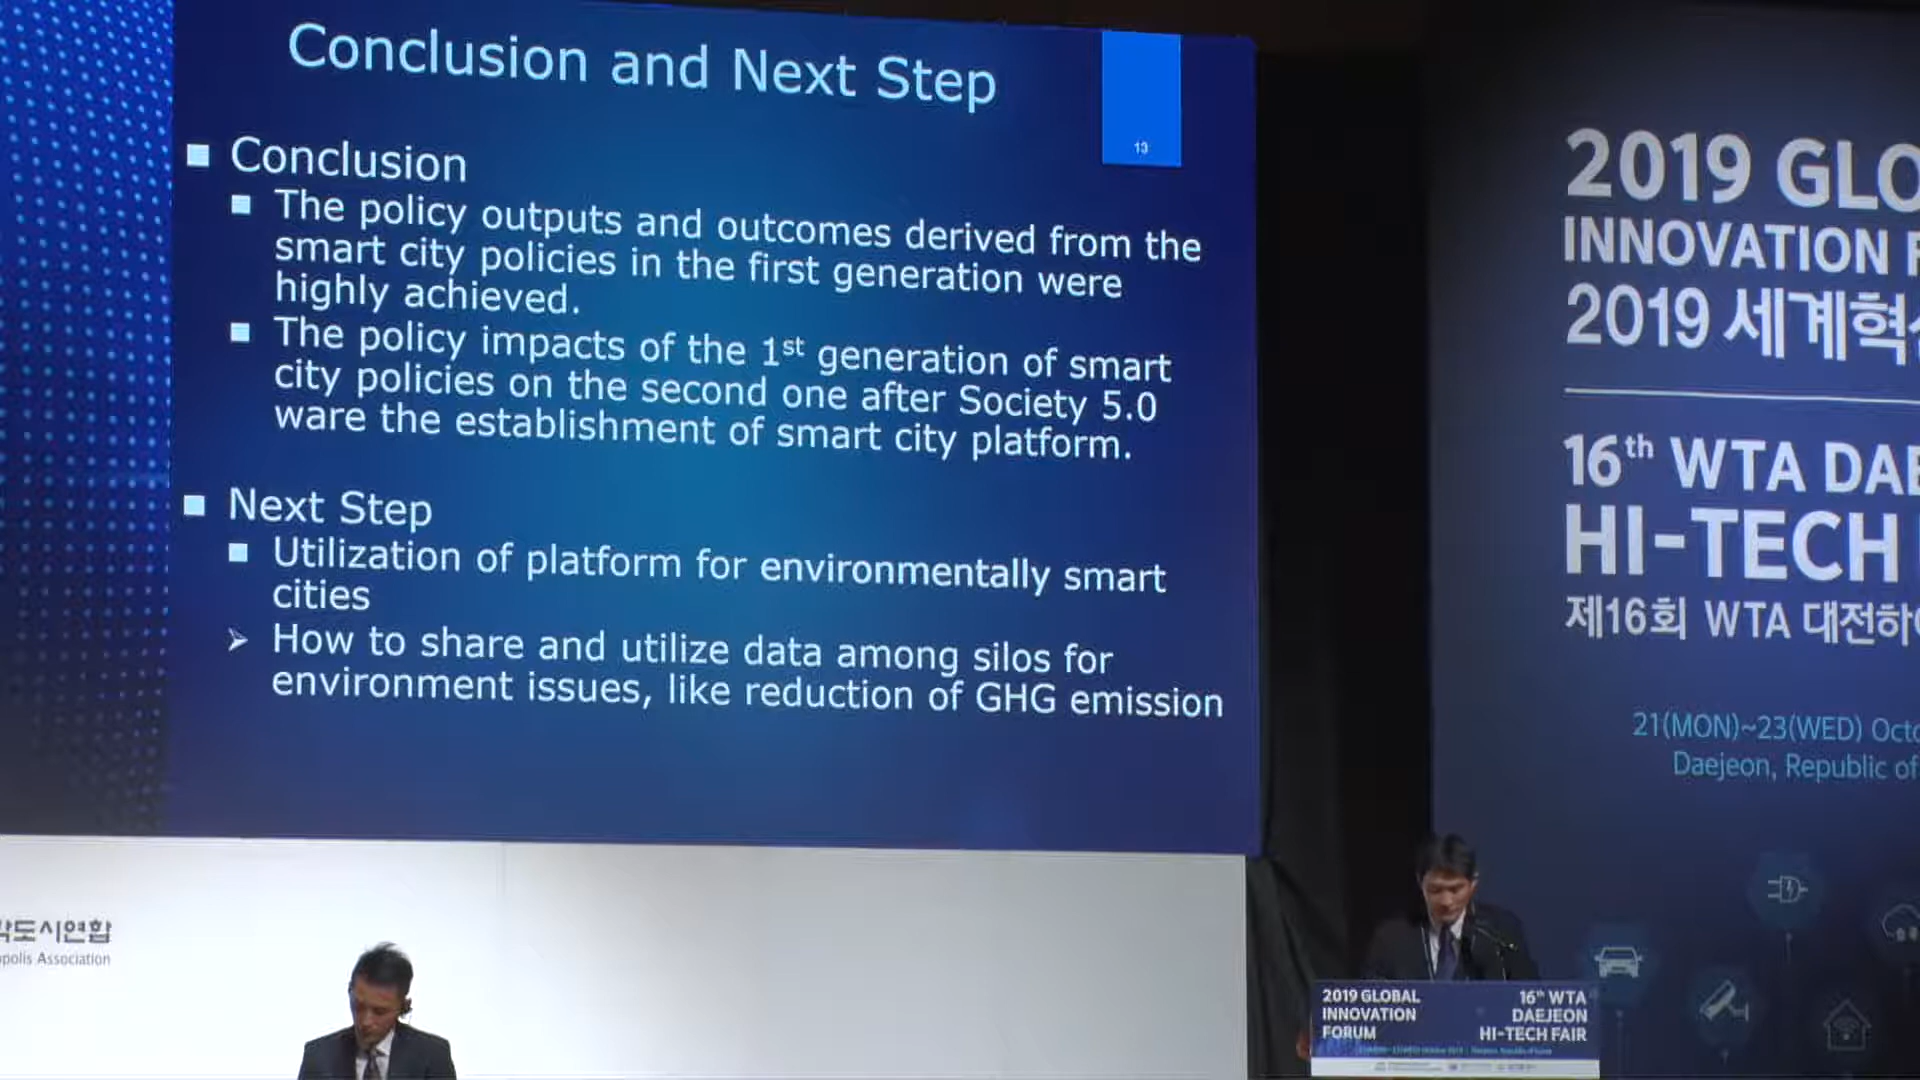 Conclusion and Next Step
13
Conclusion
The policy outputs and outcomes derived from the
smart city policies in the first generation were
highly achieved.
The policy impacts of the 1st generation of smart
city policies on the second one after Society 5.0
ware the establishment of smart city platform.
Next Step
Utilization of platform for environmentally smart
cities
How to share and utilize data among silos for
environment issues, like reduction of GHG emission
2019 GLO
INNOVATION F
2019 세계혁
16th WTA DAE
HI-TECH
제16회 WTA 대전하이
21(MON)~23(WED) Octo
Daejeon, Republic of
도시연합
polis Association
2019 GLOBAL
INNOVATION
FORUM
16th WTA
DAEJEON
HI-TECH FAIR